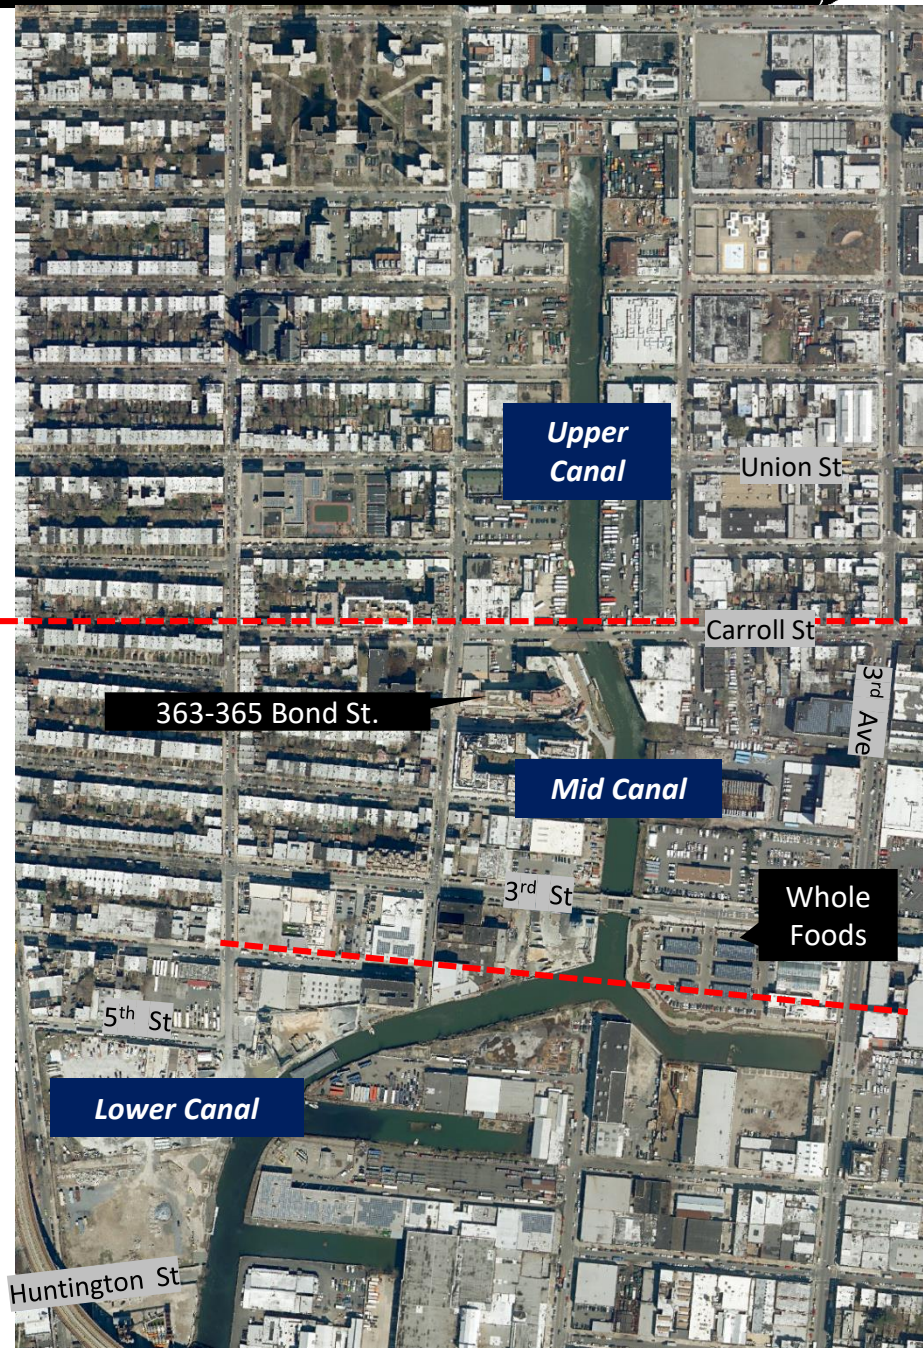 Upper
Canal
Union St
Carroll St
3rd Ave
363-365 Bond St.
Mid Canal
3rd St
Whole
Foods
5th St
Lower Canal
Huntington St